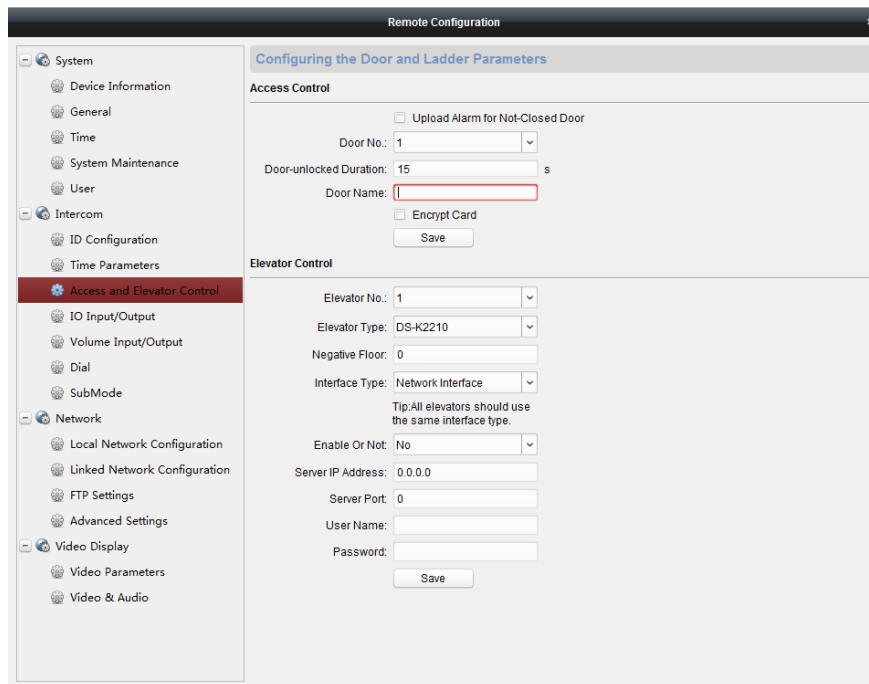 Remote Configuration
System
Device Information
General
Time
System Maintenance
User
Intercom
ID Configuration
Time Parameters
Access and Elevator Control
IO Input/Output
Volume Input/Output
Dial
SubMode
Network
Local Network Configuration
Linked Network Configuration
FTP Settings
Advanced Settings
Video Display
Video Parameters
Video & Audio
Configuring the Door and Ladder Parameters
Access Control
Upload Alarm for Not-Closed Door
Door No.: 1
Door-unlocked Duration: 15 s
Door Name:
Encrypt Card
Save
Elevator Control
Elevator No.: 1
Elevator Type: DS-K2210
Negative Floor: 0
Interface Type: Network Interface
Tip:All elevators should use
the same interface type.
Enable Or Not: No
Server IP Address: 0.0.0.0
Server Port: 0
User Name:
Password:
Save